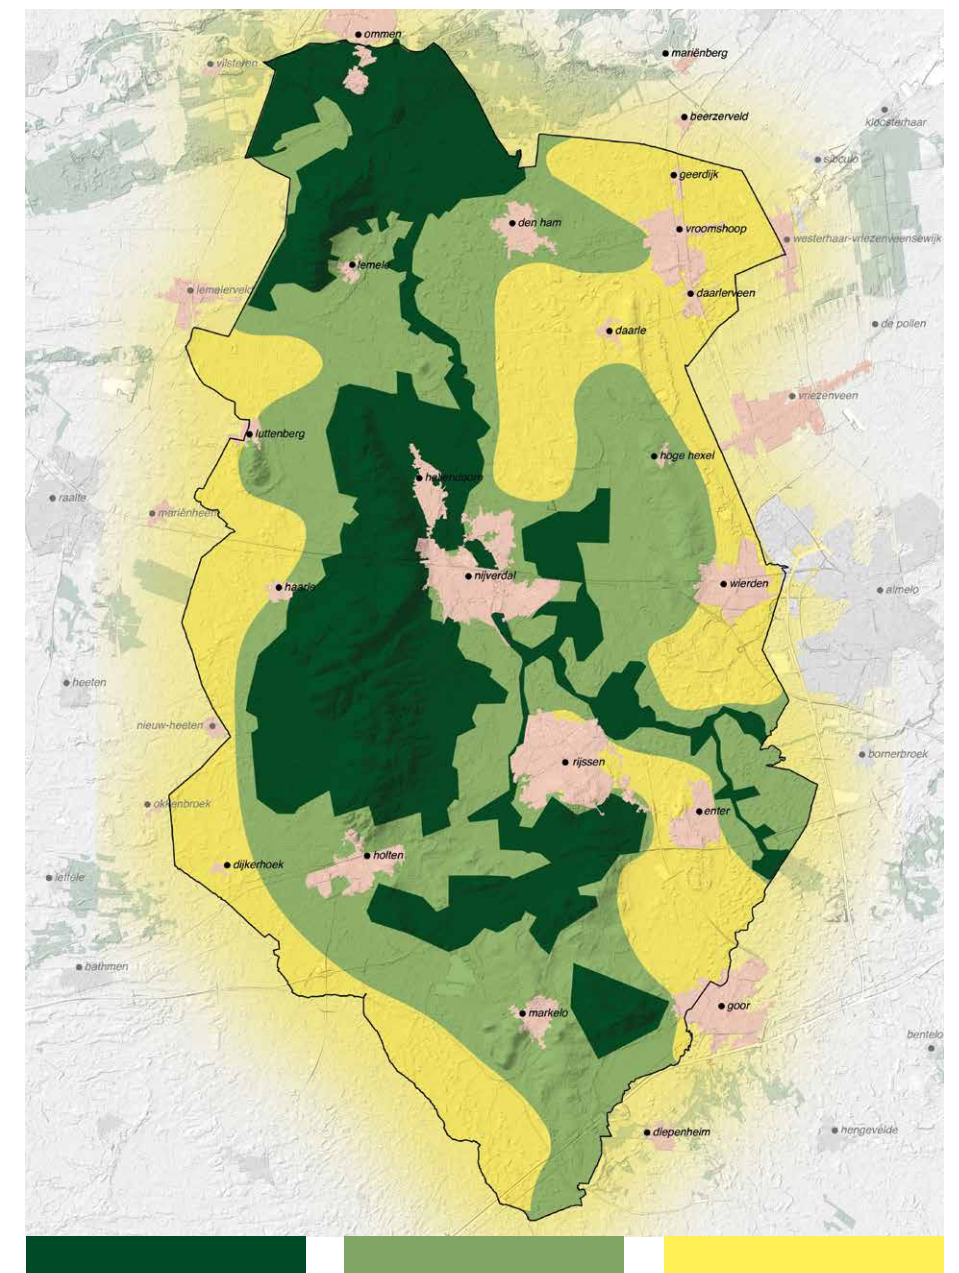 ommen
mariënberg
vilsteren
beerzerveld
kloosterhaar
sibculo
geerdijk
den ham
vroomshoop
westerhaar-vriezenveensewijk
lemele
lemelerveld
daarlerveen
de pollen
daarle
vriezenveen
luttenberg
hoge hexel
hellendoorn
raalte
mariënheem
nijverdal
wierden
haarle
almelo
heeten
nieuw-heeten
bornerbroek
rijssen
okkenbroek
enter
holten
dijkerhoek
lettele
bathmen
goor
markelo
bentelo
diepenheim
hengevelde